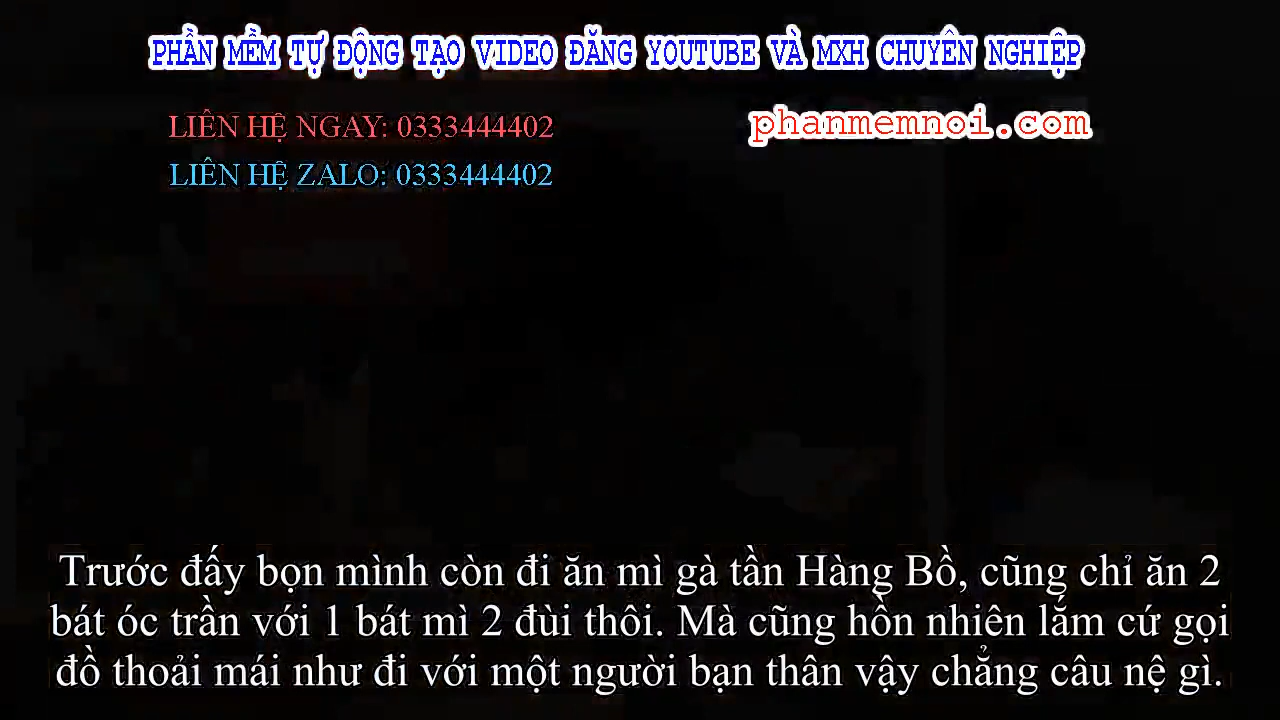 PHẦN MỀM TỰ ĐỘNG TẠO VIDEO ĐĂNG YOUTUBE VÀ MXH CHUYÊN NGHIỆP
LIÊN HỆ NGAY: 0333444402
phanmemnoi.com
LIÊN HỆ ZALO: 0333444402
Trước đấy bọn mình còn đi ăn mì gà tần Hàng Bồ, cũng chỉ ăn 2
bát óc trần với 1 bát mì 2 đùi thôi. Mà cũng hồn nhiên lắm cứ gọi
đồ thoải mái như đi với một người bạn thân vậy chẳng câu nệ gì.